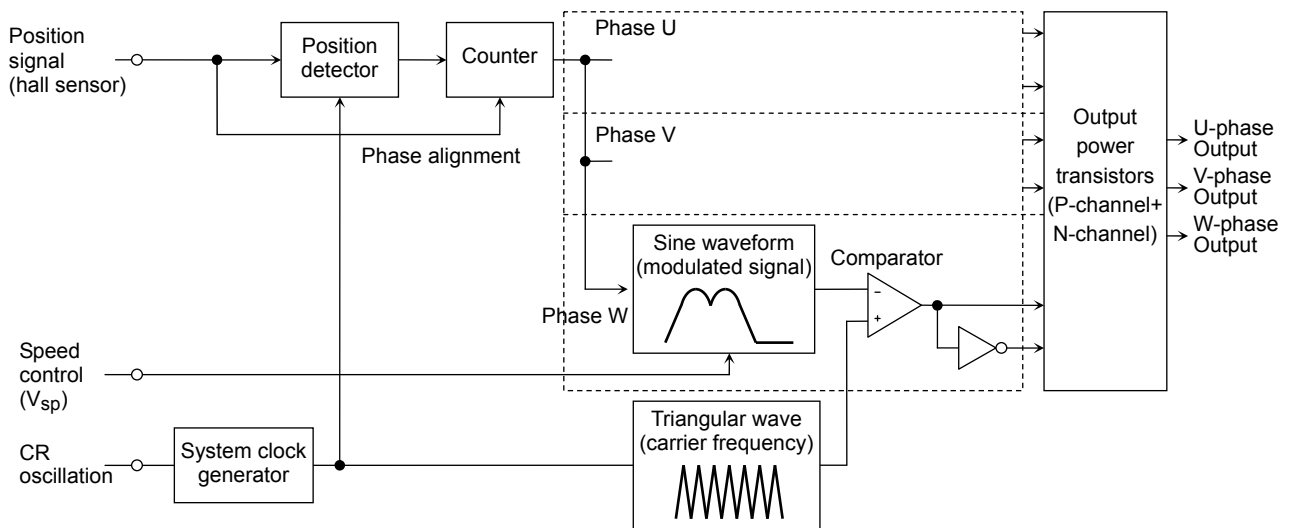 Position
signal
(hall sensor)
Position
detector
Counter
Phase alignment
Phase U
Phase V
Phase W
Sine waveform
(modulated signal)
Comparator
−
+
Output
power
transistors
(P-channel+
N-channel)
U-phase
Output
V-phase
Output
W-phase
Output
Speed
control
(Vsp)
CR
oscillation
System clock
generator
Triangular wave
(carrier frequency)